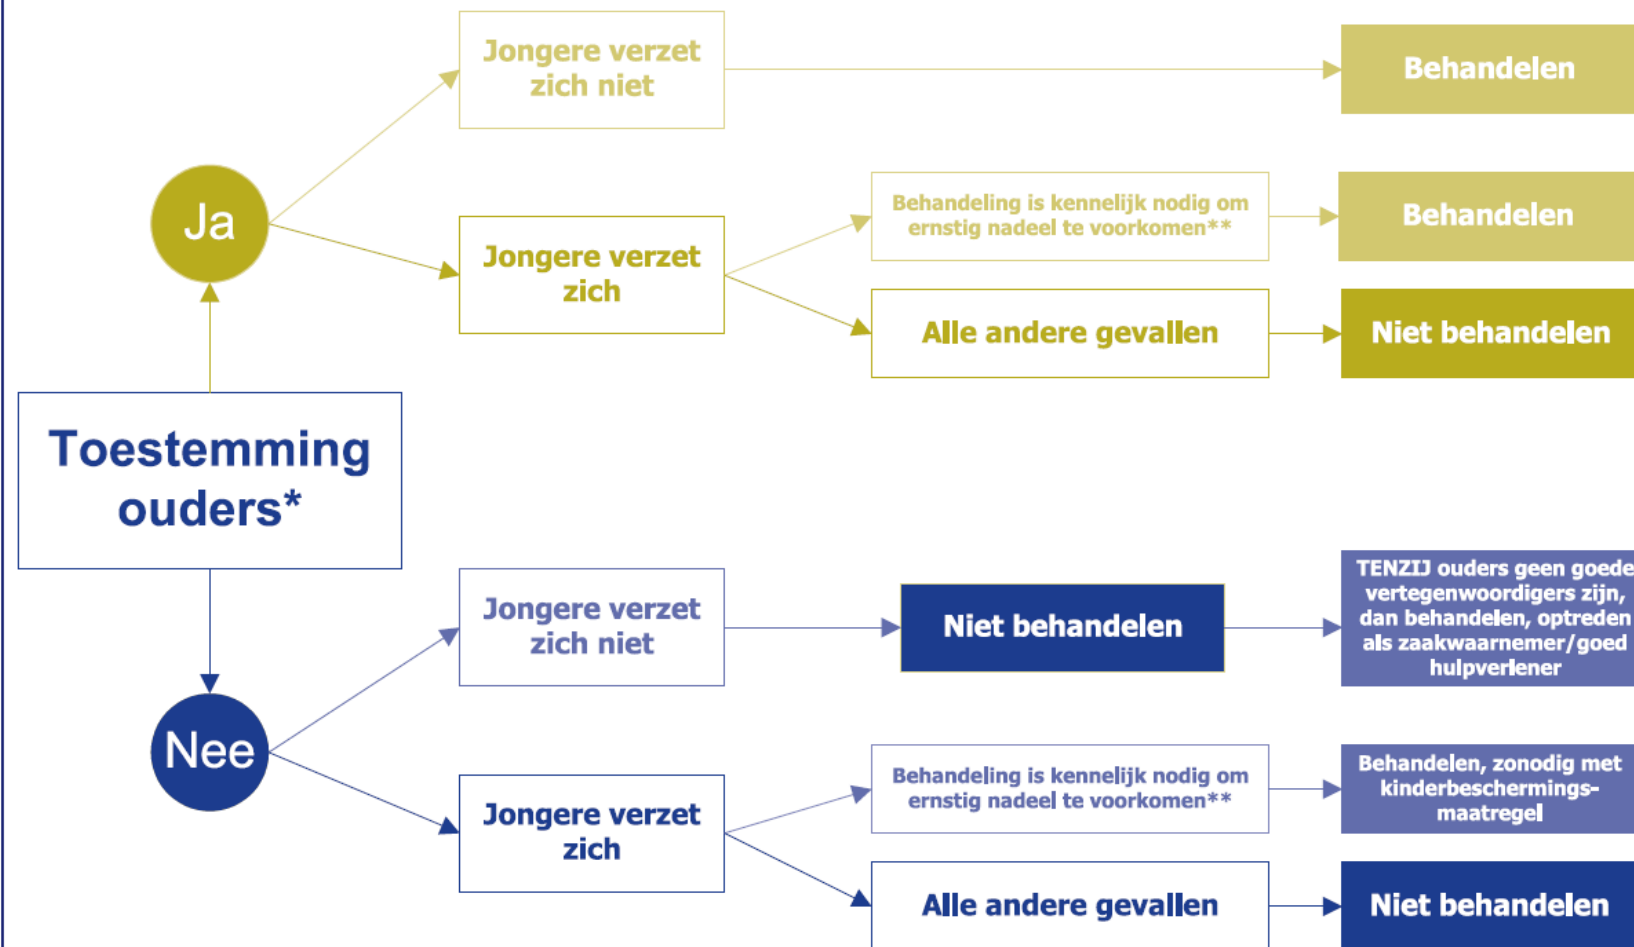 Jongere verzet
zich niet
Behandelen
Ja
Behandeling is kennelijk nodig om
ernstig nadeel te voorkomen**
Behandelen
Jongere verzet
zich
Alle andere gevallen
Niet behandelen
Toestemming
ouders*
Jongere verzet
zich niet
Niet behandelen
TENZIJ ouders geen goede
vertegenwoordigers zijn,
dan behandelen, optreden
als zaakwaarnemer/goed
hulpverlener
Nee
Behandeling is kennelijk nodig om
ernstig nadeel te voorkomen**
Behandelen, zonodig met
kinderbeschermings-
maatregel
Jongere verzet
zich
Alle andere gevallen
Niet behandelen